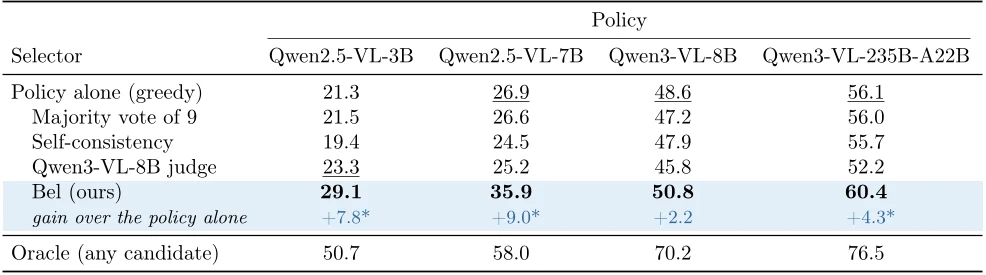 Policy
Selector Qwen2.5-VL-3B Qwen2.5-VL-7B Qwen3-VL-8B Qwen3-VL-235B-A22B
Policy alone (greedy) 21.3 26.9 48.6 56.1
Majority vote of 9 21.5 26.6 47.2 56.0
Self-consistency 19.4 24.5 47.9 55.7
Qwen3-VL-8B judge 23.3 25.2 45.8 52.2
Bel (ours) 29.1 35.9 50.8 60.4
gain over the policy alone +7.8* +9.0* +2.2 +4.3*
Oracle (any candidate) 50.7 58.0 70.2 76.5